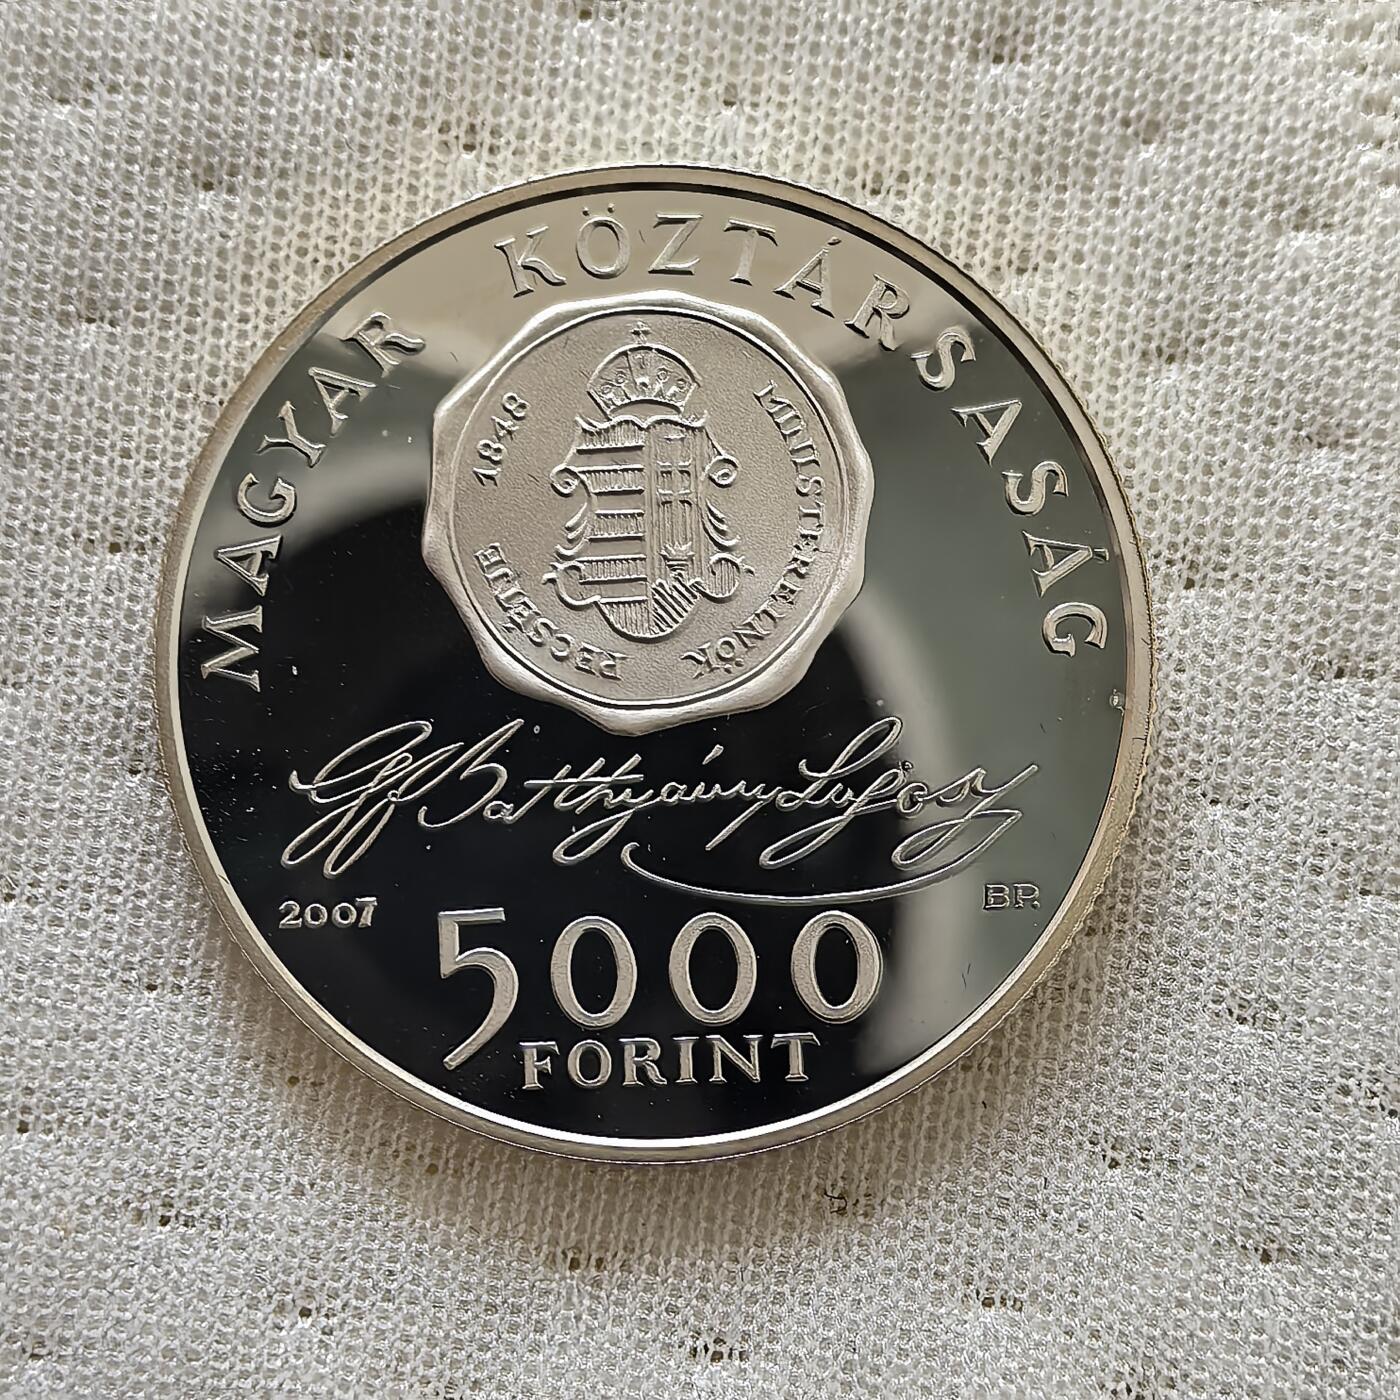 MAGYAR KÖZTÁRSASÁG
1848
MINISTERELNÖK
PECSÉTJE
Gf Batthyány Lajos
2007
BP.
5000
FORINT